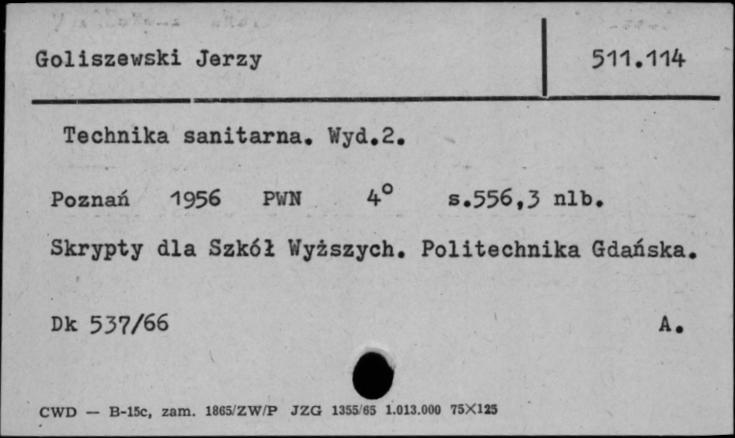 Goliszewski Jerzy 511.114
Technika sanitarna. Wyd.2.
Poznań 1956 PWN 4° s.556,3 nlb.
Skrypty dla Szkół Wyższych. Politechnika Gdańska.
Dk 537/66 A.
CWD — B-15c, zam. 1865/ZW/P JZG 1355/65 1.013.000 75X125